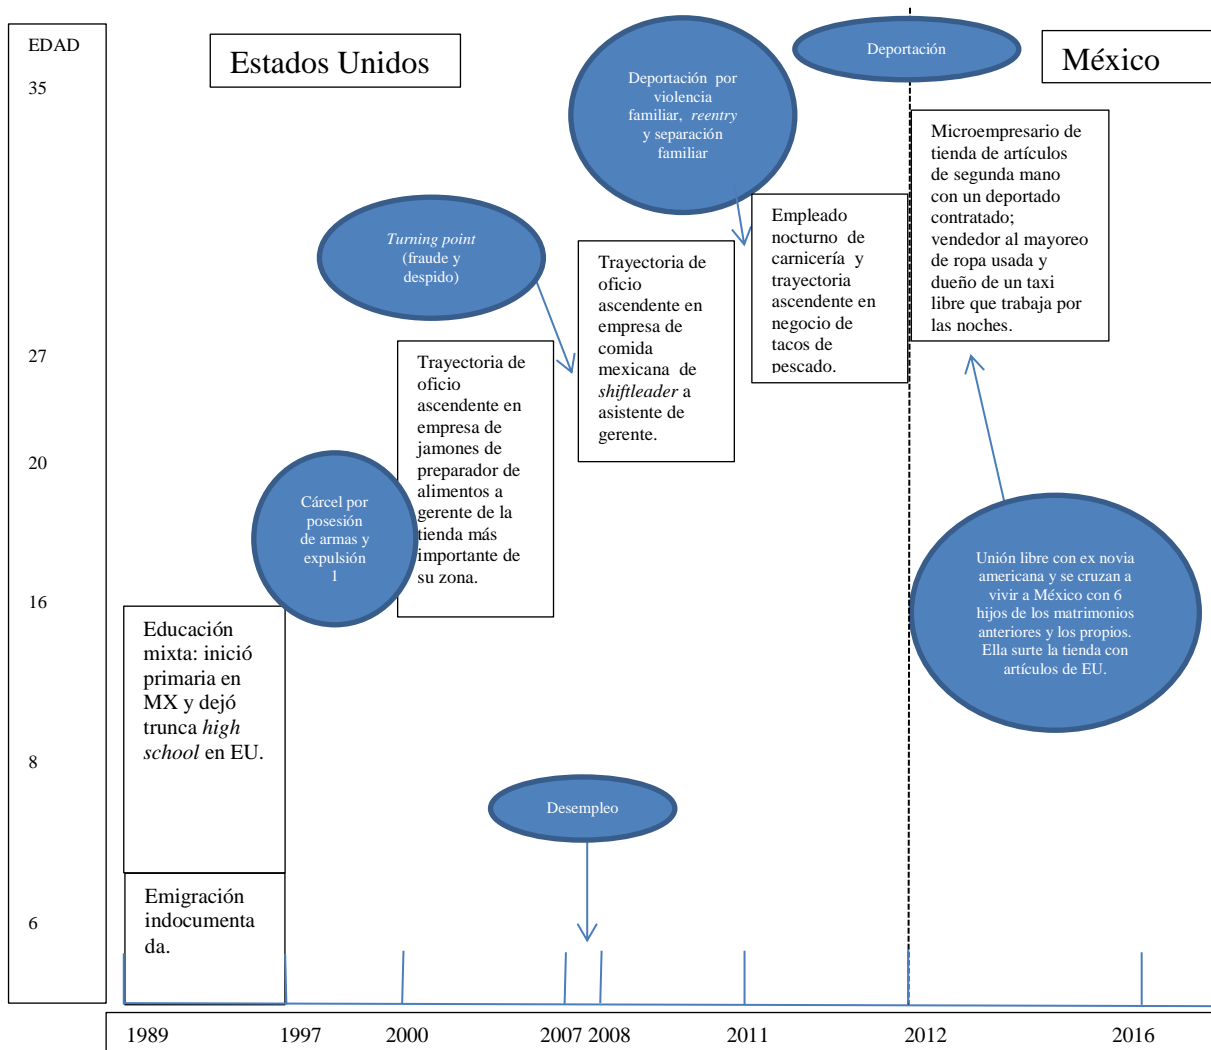 EDAD
35
27
20
16
8
6
Estados Unidos
México
Deportación por
violencia
familiar, reentry
y separación
familiar
Deportación
Microempresario de
tienda de artículos
de segunda mano
con un deportado
contratado;
vendedor al mayoreo
de ropa usada y
dueño de un taxi
libre que trabaja por
las noches.
Empleado
nocturno de
carnicería y
trayectoria
ascendente en
negocio de
tacos de
pescado.
Turning point
(fraude y
despido)
Trayectoria de
oficio
ascendente en
empresa de
comida
mexicana de
shiftleader a
asistente de
gerente.
Trayectoria de
oficio
ascendente en
empresa de
jamones de
preparador de
alimentos a
gerente de la
tienda más
importante de
su zona.
Cárcel por
posesión
de armas y
expulsión
1
Unión libre con ex novia
americana y se cruzan a
vivir a México con 6
hijos de los matrimonios
anteriores y los propios.
Ella surte la tienda con
artículos de EU.
Educación
mixta: inició
primaria en
MX y dejó
trunca high
school en EU.
Desempleo
Emigración
indocumenta
da.
1989 1997 2000 2007 2008 2011 2012 2016